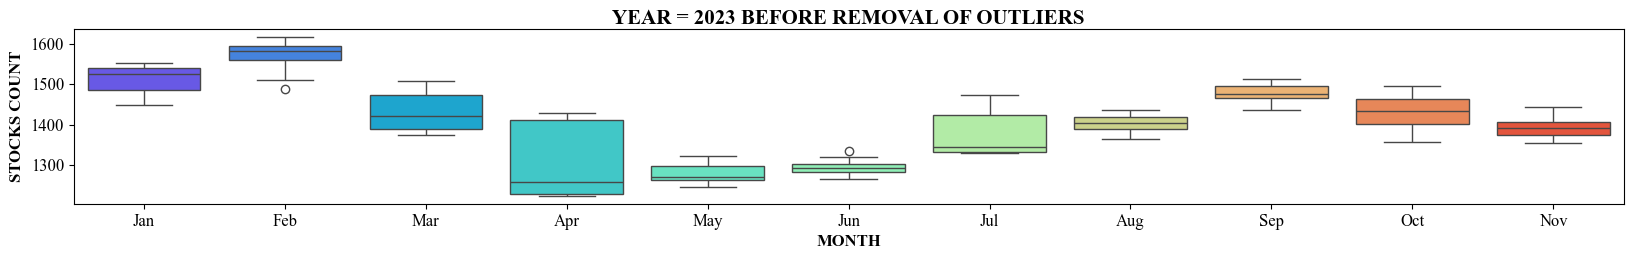 YEAR = 2023 BEFORE REMOVAL OF OUTLIERS
STOCKS COUNT
1600
1500
1400
1300
Jan Feb Mar Apr May Jun Jul Aug Sep Oct Nov
MONTH